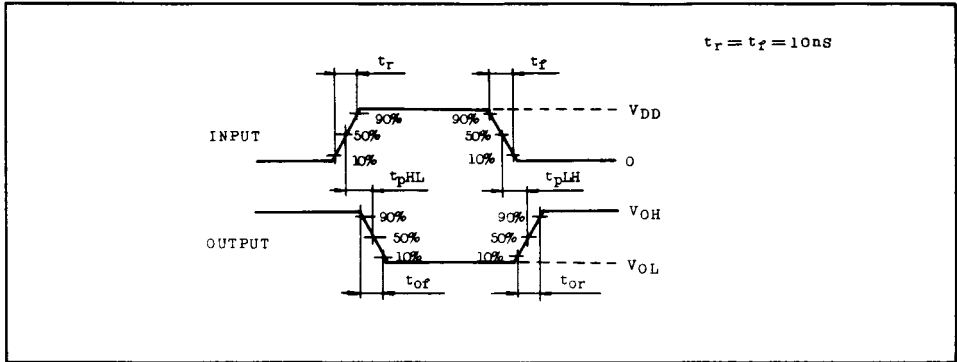 t_r = t_f = 10nS
t_r t_f
V_DD
90% 90%
INPUT 50% 50%
10% 10% 0
t_pHL t_pLH
90% 90% V_OH
OUTPUT 50% 50%
10% 10% V_OL
t_of t_or